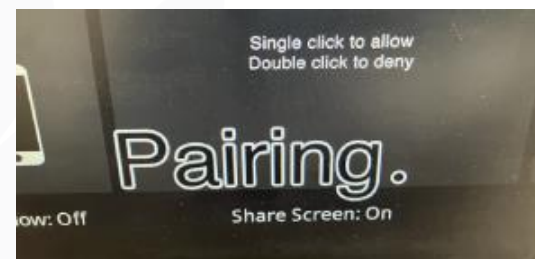 Single click to allow
Double click to deny
Pairing.
ow: Off
Share Screen: On